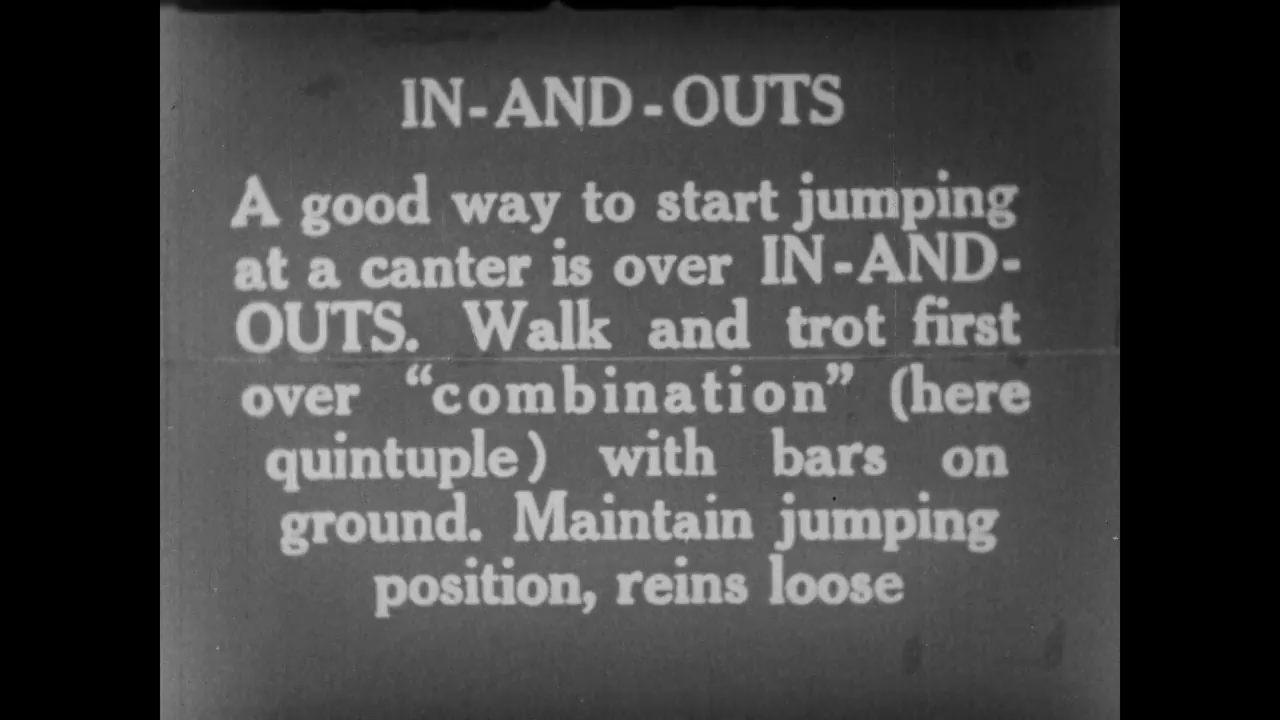 IN-AND-OUTS
A good way to start jumping
at a canter is over IN-AND-
OUTS. Walk and trot first
over “combination” (here
quintuple) with bars on
ground. Maintain jumping
position, reins loose